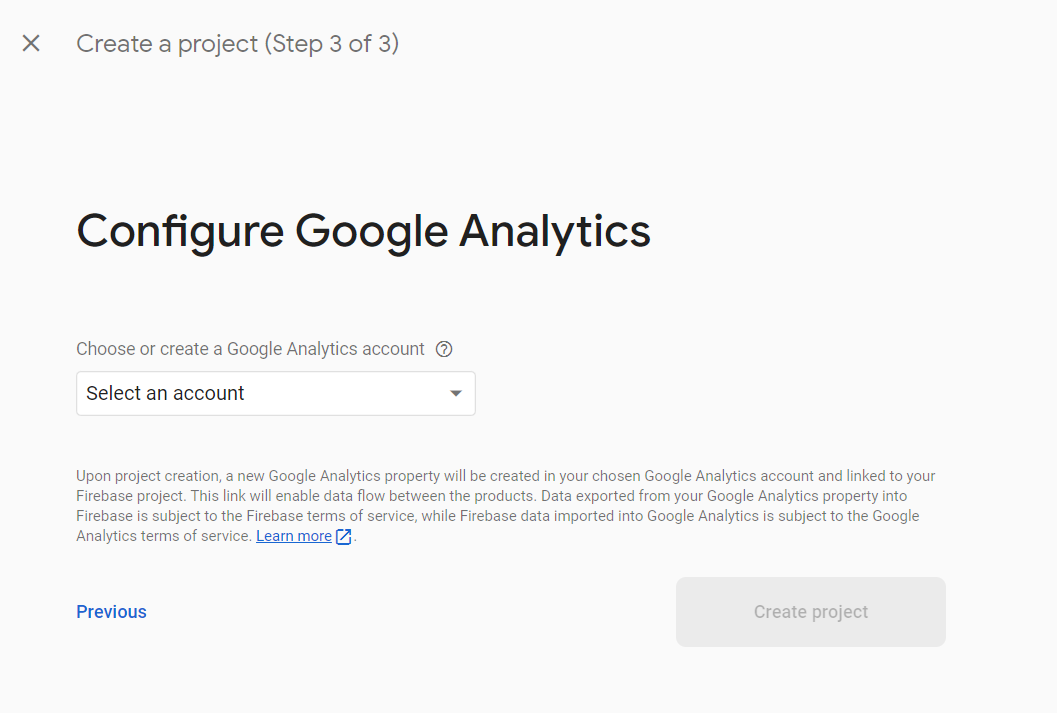 Create a project (Step 3 of 3)
Configure Google Analytics
Choose or create a Google Analytics account
Select an account
Upon project creation, a new Google Analytics property will be created in your chosen Google Analytics account and linked to your
Firebase project. This link will enable data flow between the products. Data exported from your Google Analytics property into
Firebase is subject to the Firebase terms of service, while Firebase data imported into Google Analytics is subject to the Google
Analytics terms of service. Learn more.
Previous
Create project